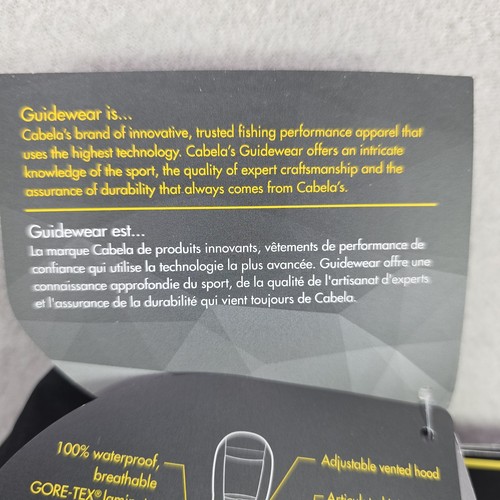 Guidewear is...
Cabela's brand of innovative, trusted fishing performance apparel that
uses the highest technology. Cabela's Guidewear offers an intricate
knowledge of the sport, the quality of expert craftsmanship and the
assurance of durability that always comes from Cabela's.
Guidewear est...
La marque Cabela de produits innovants, vêtements de performance de
confiance qui utilise la technologie la plus avancée. Guidewear offre une
connaissance approfondie du sport, de la qualité de l'artisanat d'experts
et l'assurance de la durabilité qui vient toujours de Cabela.
100% waterproof,
breathable
GORE-TEX®
Adjustable vented hood